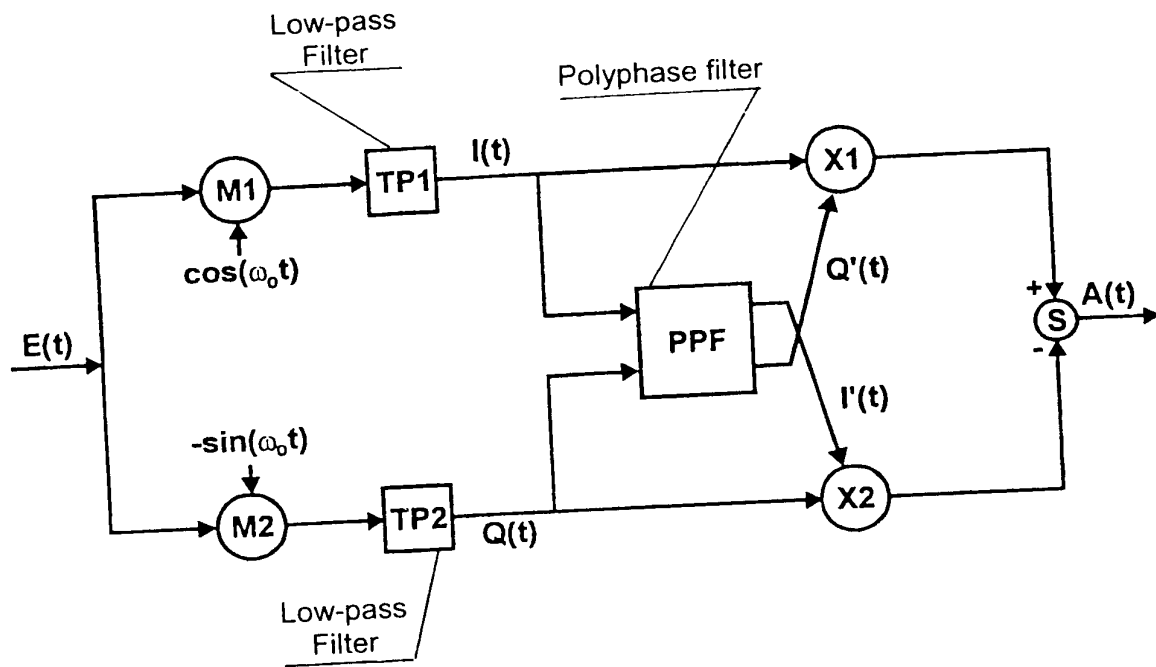 Low-pass
Filter
Polyphase filter
I(t)
X1
M1
TP1
cos(ω₀t)
Q'(t)
+
A(t)
S
-
E(t)
PPF
I'(t)
-sin(ω₀t)
M2
TP2
Q(t)
X2
Low-pass
Filter